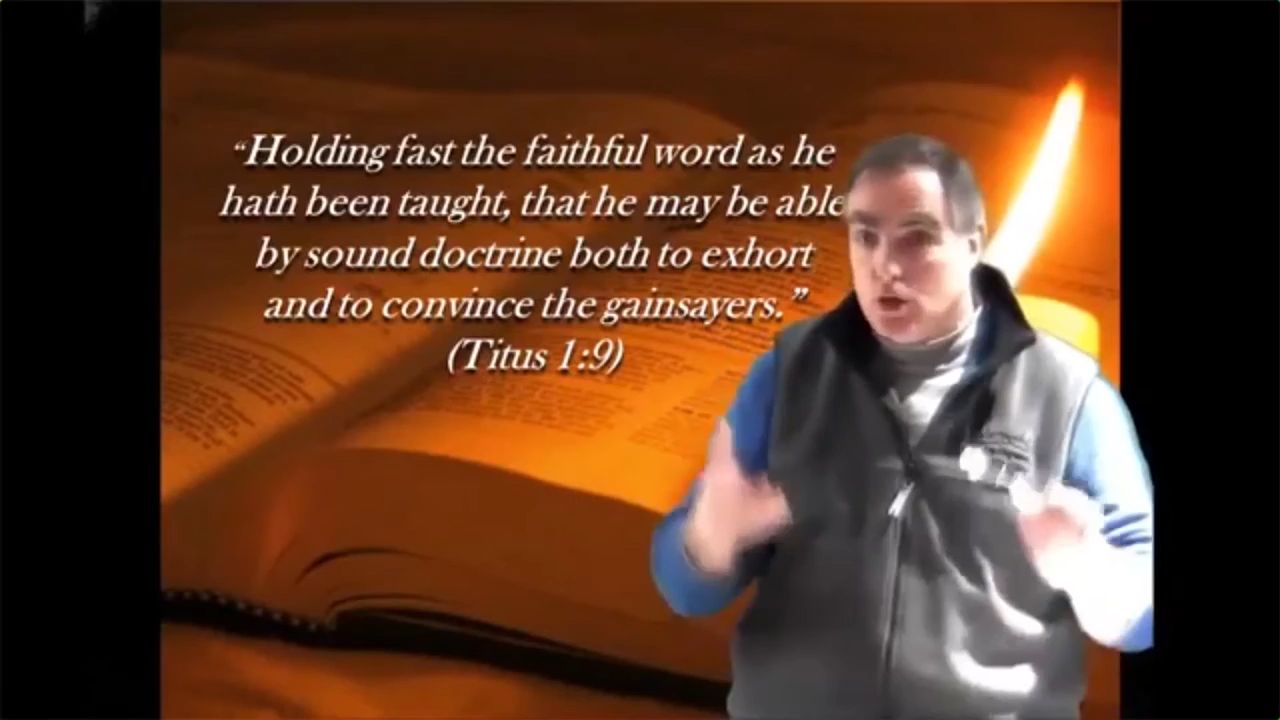 “Holding fast the faithful word as he
hath been taught, that he may be able
by sound doctrine both to exhort
and to convince the gainsayers.”
(Titus 1:9)